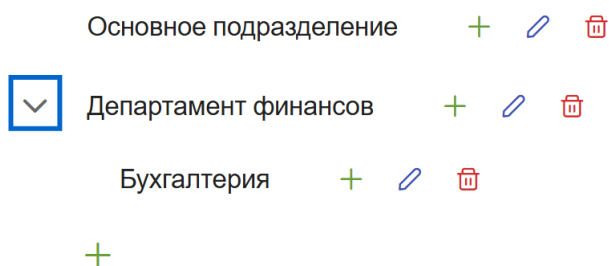 Основное подразделение
Департамент финансов
Бухгалтерия